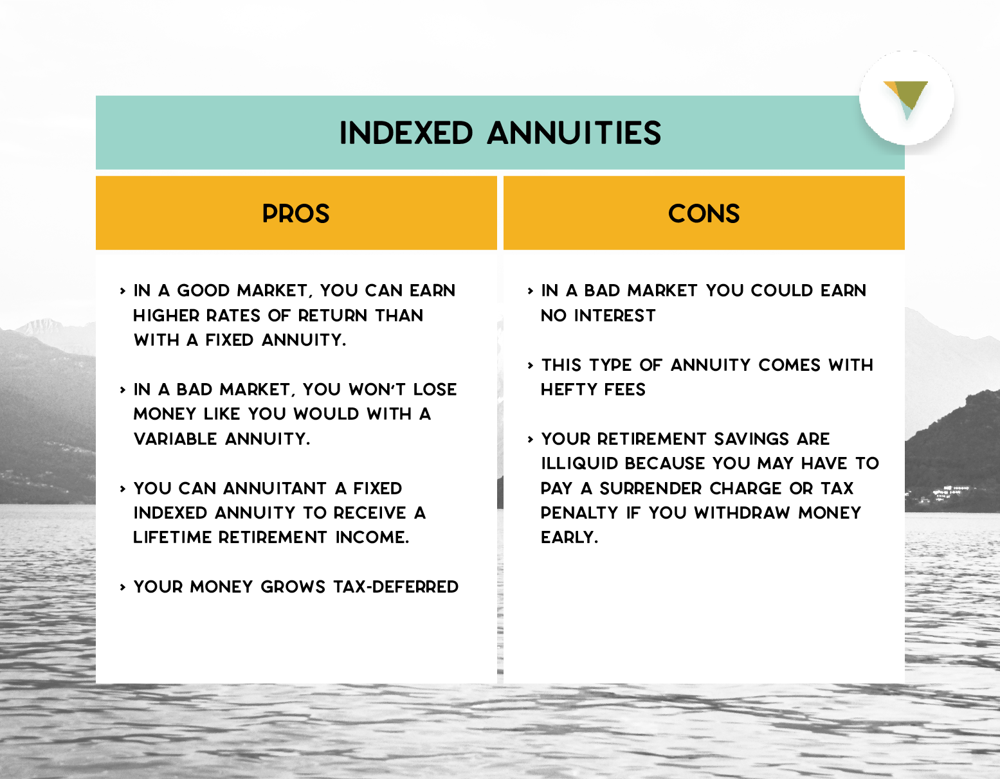 INDEXED ANNUITIES
PROS
› IN A GOOD MARKET, YOU CAN EARN
HIGHER RATES OF RETURN THAN
WITH A FIXED ANNUITY.
› IN A BAD MARKET, YOU WON'T LOSE
MONEY LIKE YOU WOULD WITH A
VARIABLE ANNUITY.
› YOU CAN ANNUITANT A FIXED
INDEXED ANNUITY TO RECEIVE A
LIFETIME RETIREMENT INCOME.
› YOUR MONEY GROWS TAX-DEFERRED
CONS
› IN A BAD MARKET YOU COULD EARN
NO INTEREST
› THIS TYPE OF ANNUITY COMES WITH
HEFTY FEES
› YOUR RETIREMENT SAVINGS ARE
ILLIQUID BECAUSE YOU MAY HAVE TO
PAY A SURRENDER CHARGE OR TAX
PENALTY IF YOU WITHDRAW MONEY
EARLY.